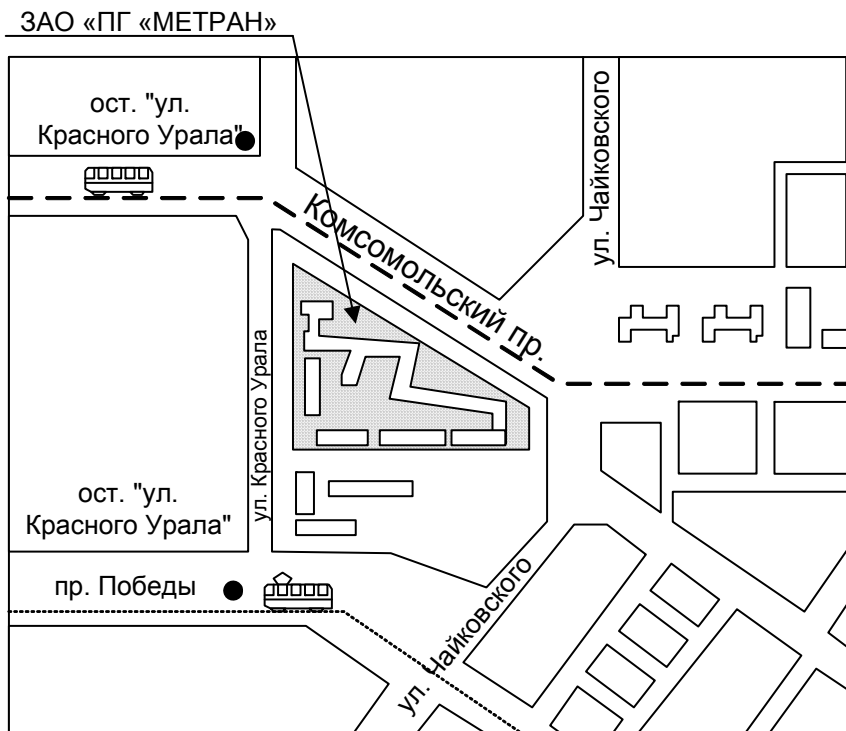 ЗАО «ПГ «МЕТРАН»
ост. "ул.
Красного Урала"
ул. Чайковского
Комсомольский пр.
ул. Красного Урала
ост. "ул.
Красного Урала"
пр. Победы
ул. Чайковского